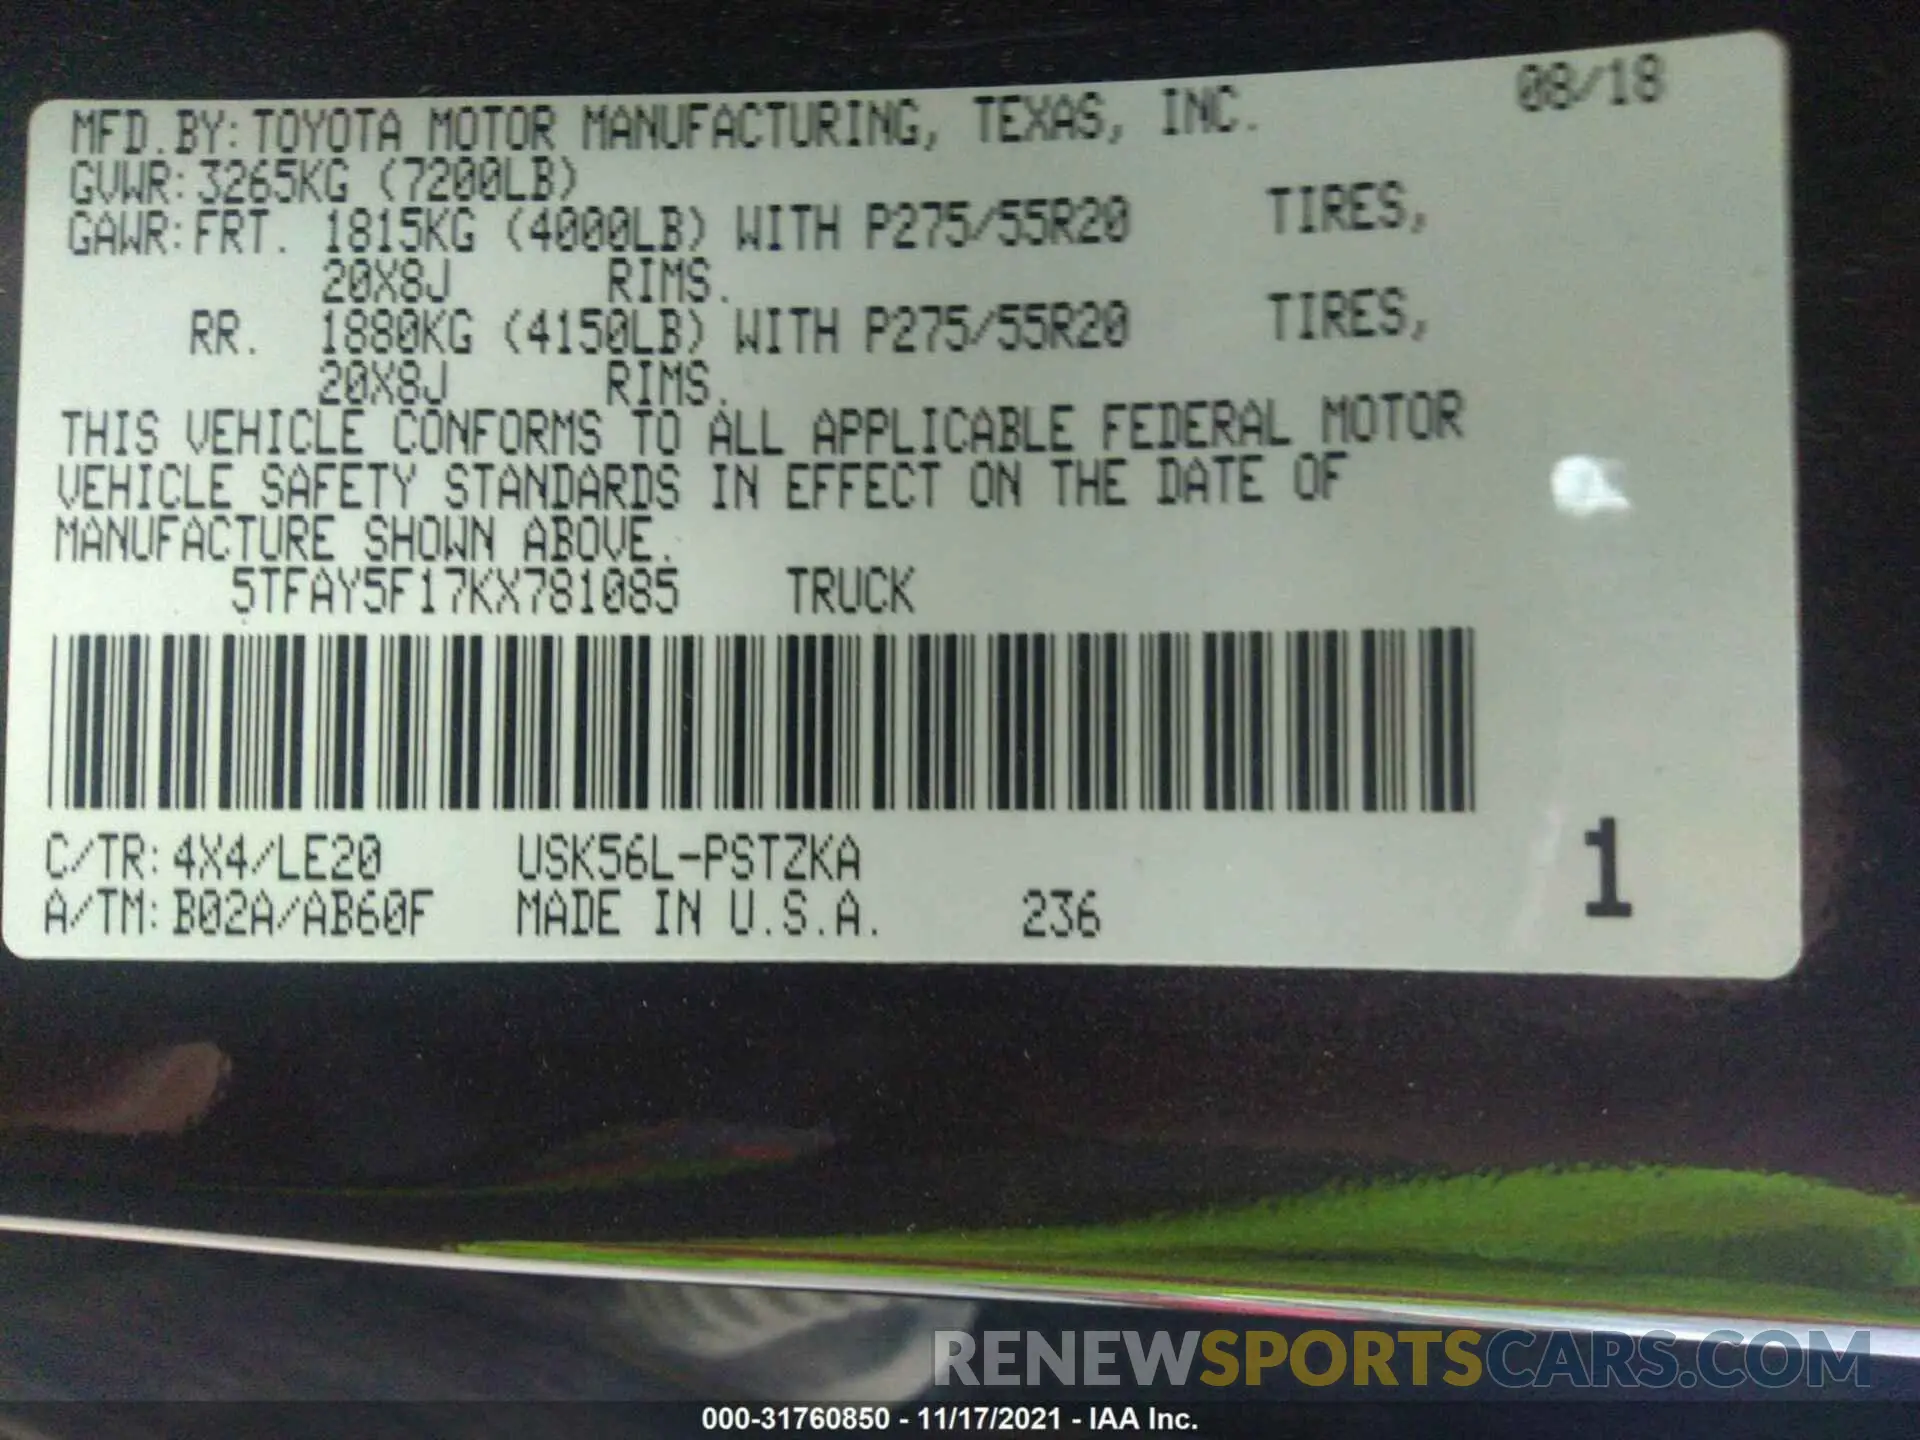 08/18
MFD.BY:TOYOTA MOTOR MANUFACTURING, TEXAS, INC.
GVWR:3265KG (7200LB)
GAWR:FRT. 1815KG (4000LB) WITH P275/55R20 TIRES,
20X8J RIMS.
RR. 1880KG (4150LB) WITH P275/55R20 TIRES,
20X8J RIMS.
THIS VEHICLE CONFORMS TO ALL APPLICABLE FEDERAL MOTOR
VEHICLE SAFETY STANDARDS IN EFFECT ON THE DATE OF
MANUFACTURE SHOWN ABOVE.
5TFAY5F17KX781085 TRUCK
C/TR:4X4/LE20 USK56L-PSTZKA
A/TM:B02A/AB60F MADE IN U.S.A. 236
1
RENEWSPORTSCARS.COM
000-31760850 - 11/17/2021 - IAA Inc.